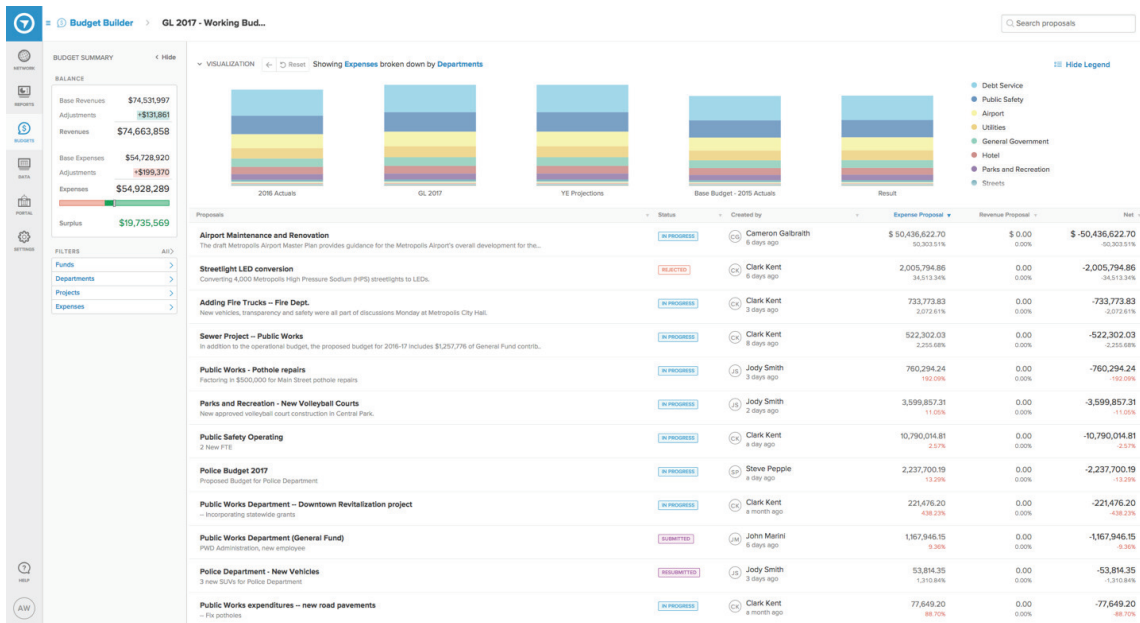 Budget Builder > GL 2017 - Working Bud...
Search proposals
NETWORK
REPORTS
BUDGETS
DATA
PORTAL
SETTINGS
HELP
AW
BUDGET SUMMARY < Hide
BALANCE
Base Revenues $74,531,997
Adjustments +$131,861
Revenues $74,663,858
Base Expenses $54,728,920
Adjustments +$199,370
Expenses $54,928,289
Surplus $19,735,569
FILTERS All
Funds
Departments
Projects
Expenses
VISUALIZATION Reset Showing Expenses broken down by Departments
Hide Legend
Debt Service
Public Safety
Airport
Utilities
General Government
Hotel
Parks and Recreation
Streets
2016 Actuals GL 2017 YE Projections Base Budget - 2015 Actuals Result
Proposals Status Created by Expense Proposal Revenue Proposal Net
Airport Maintenance and Renovation IN PROGRESS CG Cameron Galbraith $ 50,436,622.70 $ 0.00 $ -50,436,622.70
The draft Metropolis Airport Master Plan provides guidance for the Metropolis Airport's overall development for the... 6 days ago 50,303.51% 0.00% -50,303.51%
Streetlight LED conversion REJECTED CK Clark Kent 2,005,794.86 0.00 -2,005,794.86
Converting 4,000 Metropolis High Pressure Sodium (HPS) streetlights to LEDs. 6 days ago 34,513.34% 0.00% -34,513.34%
Adding Fire Trucks -- Fire Dept. IN PROGRESS CK Clark Kent 733,773.83 0.00 -733,773.83
New vehicles, transparency and safety were all part of discussions Monday at Metropolis City Hall. 3 days ago 2,072.61% 0.00% -2,072.61%
Sewer Project -- Public Works IN PROGRESS CK Clark Kent 522,302.03 0.00 -522,302.03
In addition to the operational budget, the proposed budget for 2016-17 includes $1,257,776 of General Fund contrib.. 8 days ago 2,255.68% 0.00% -2,255.68%
Public Works - Pothole repairs IN PROGRESS JS Jody Smith 760,294.24 0.00 -760,294.24
Factoring in $500,000 for Main Street pothole repairs 3 days ago 192.09% 0.00% -192.09%
Parks and Recreation - New Volleyball Courts IN PROGRESS JS Jody Smith 3,599,857.31 0.00 -3,599,857.31
New approved volleyball court construction in Central Park. 2 days ago 11.05% 0.00% -11.05%
Public Safety Operating IN PROGRESS CK Clark Kent 10,790,014.81 0.00 -10,790,014.81
2 New FTE a day ago 2.57% 0.00% -2.57%
Police Budget 2017 IN PROGRESS SP Steve Pepple 2,237,700.19 0.00 -2,237,700.19
Proposed Budget for Police Department a day ago 13.29% 0.00% -13.29%
Public Works Department -- Downtown Revitalization project IN PROGRESS CK Clark Kent 221,476.20 0.00 -221,476.20
-- Incorporating statewide grants a month ago 438.23% 0.00% -438.23%
Public Works Department (General Fund) SUBMITTED JM John Marini 1,167,946.15 0.00 -1,167,946.15
PWD Administration, new employee 6 days ago 9.36% 0.00% -9.36%
Police Department - New Vehicles RESUBMITTED JS Jody Smith 53,814.35 0.00 -53,814.35
3 new SUVs for Police Department 3 days ago 1,310.84% 0.00% -1,310.84%
Public Works expenditures -- new road pavements IN PROGRESS CK Clark Kent 77,649.20 0.00 -77,649.20
-- Fix potholes a month ago 88.70% 0.00% -88.70%